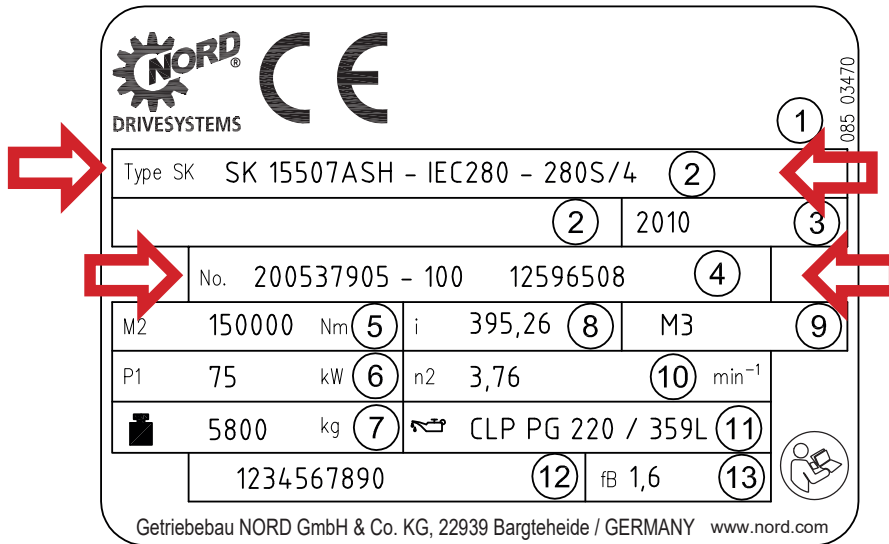 NORD®
DRIVESYSTEMS
CE
085 03470
1
Type SK SK 15507ASH - IEC280 - 280S/4 2
2 2010 3
No. 200537905 - 100 12596508 4
M2 150000 Nm 5 i 395,26 8 M3 9
P1 75 kW 6 n2 3,76 10 min⁻¹
5800 kg 7 CLP PG 220 / 359L 11
1234567890 12 fB 1,6 13
Getriebebau NORD GmbH & Co. KG, 22939 Bargteheide / GERMANY www.nord.com